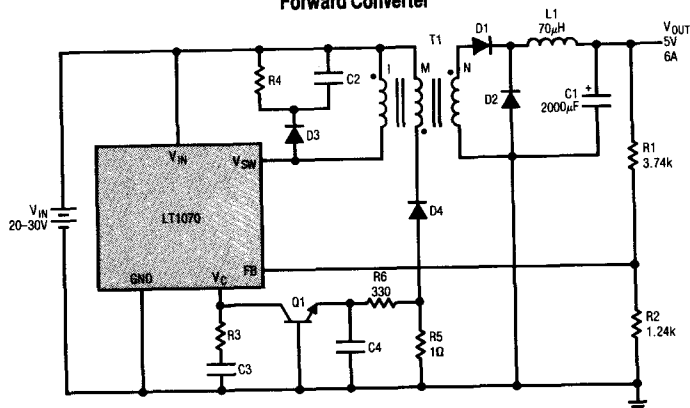 Forward Converter
L1
70µH
VOUT
5V
6A
D1
T1
R4
C2
I
M
N
D2
C1
+
2000µF
D3
R1
3.74k
VIN
VSW
VIN
20-30V
LT1070
D4
GND
VC
FB
R6
330
Q1
R3
C4
R5
1Ω
R2
1.24k
C3